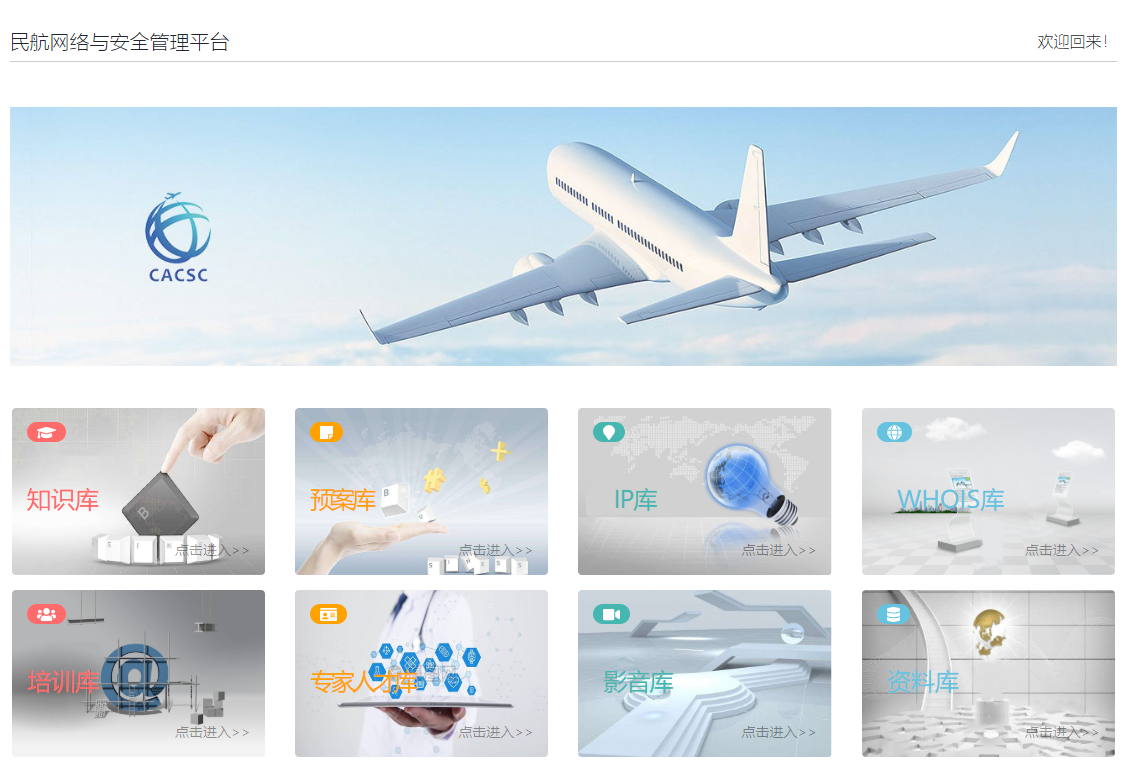 民航网络与安全管理平台
欢迎回来!
CACSC
知识库
B
点击进入>>
预案库
B
点击进入>>
IP库
点击进入>>
WHOIS库
点击进入>>
培训库
@
点击进入>>
专家人才库
点击进入>>
影音库
点击进入>>
资料库
点击进入>>